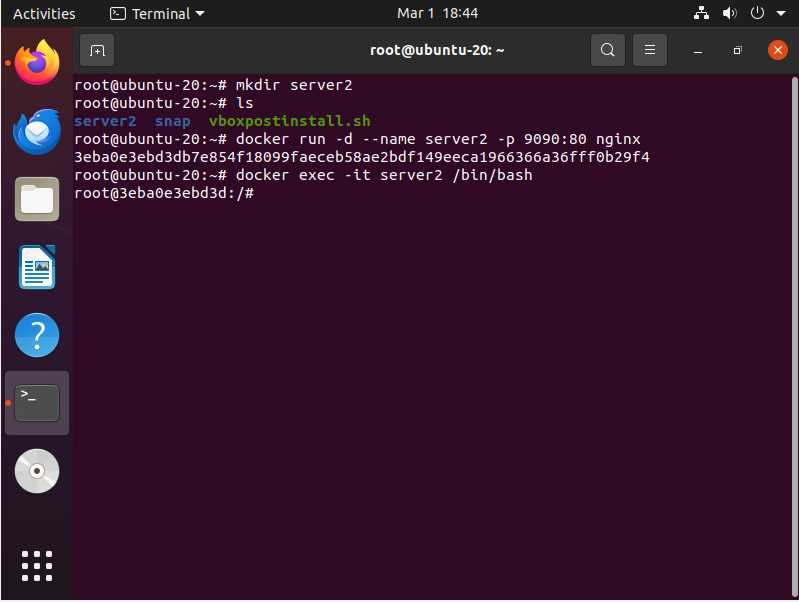 Activities
Terminal
Mar 1 18:44
root@ubuntu-20: ~
root@ubuntu-20:~# mkdir server2
root@ubuntu-20:~# ls
server2  snap  vboxpostinstall.sh
root@ubuntu-20:~# docker run -d --name server2 -p 9090:80 nginx
3eba0e3ebd3db7e854f18099faeceb58ae2bdf149eeca1966366a36fff0b29f4
root@ubuntu-20:~# docker exec -it server2 /bin/bash
root@3eba0e3ebd3d:/#